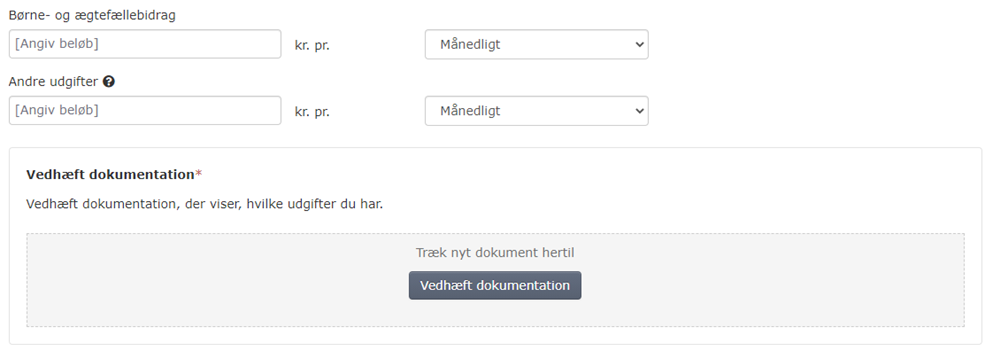 Børne- og ægtefællebidrag
[Angiv beløb] kr. pr. Månedligt
Andre udgifter ?
[Angiv beløb] kr. pr. Månedligt
Vedhæft dokumentation*
Vedhæft dokumentation, der viser, hvilke udgifter du har.
Træk nyt dokument hertil
Vedhæft dokumentation